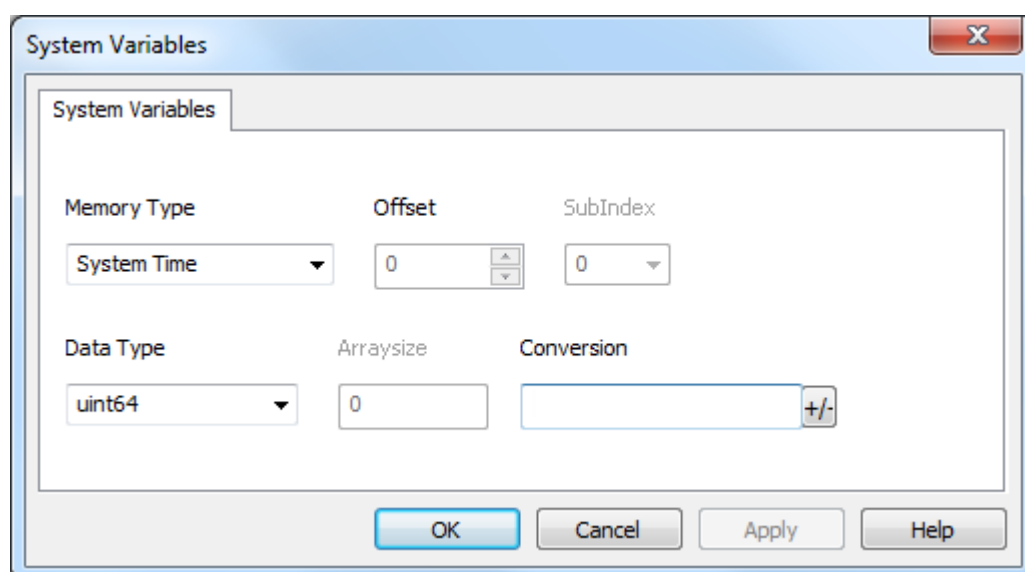 System Variables
System Variables
Memory Type Offset SubIndex
System Time 0 0
Data Type Arraysize Conversion
uint64 0 +/-
OK Cancel Apply Help